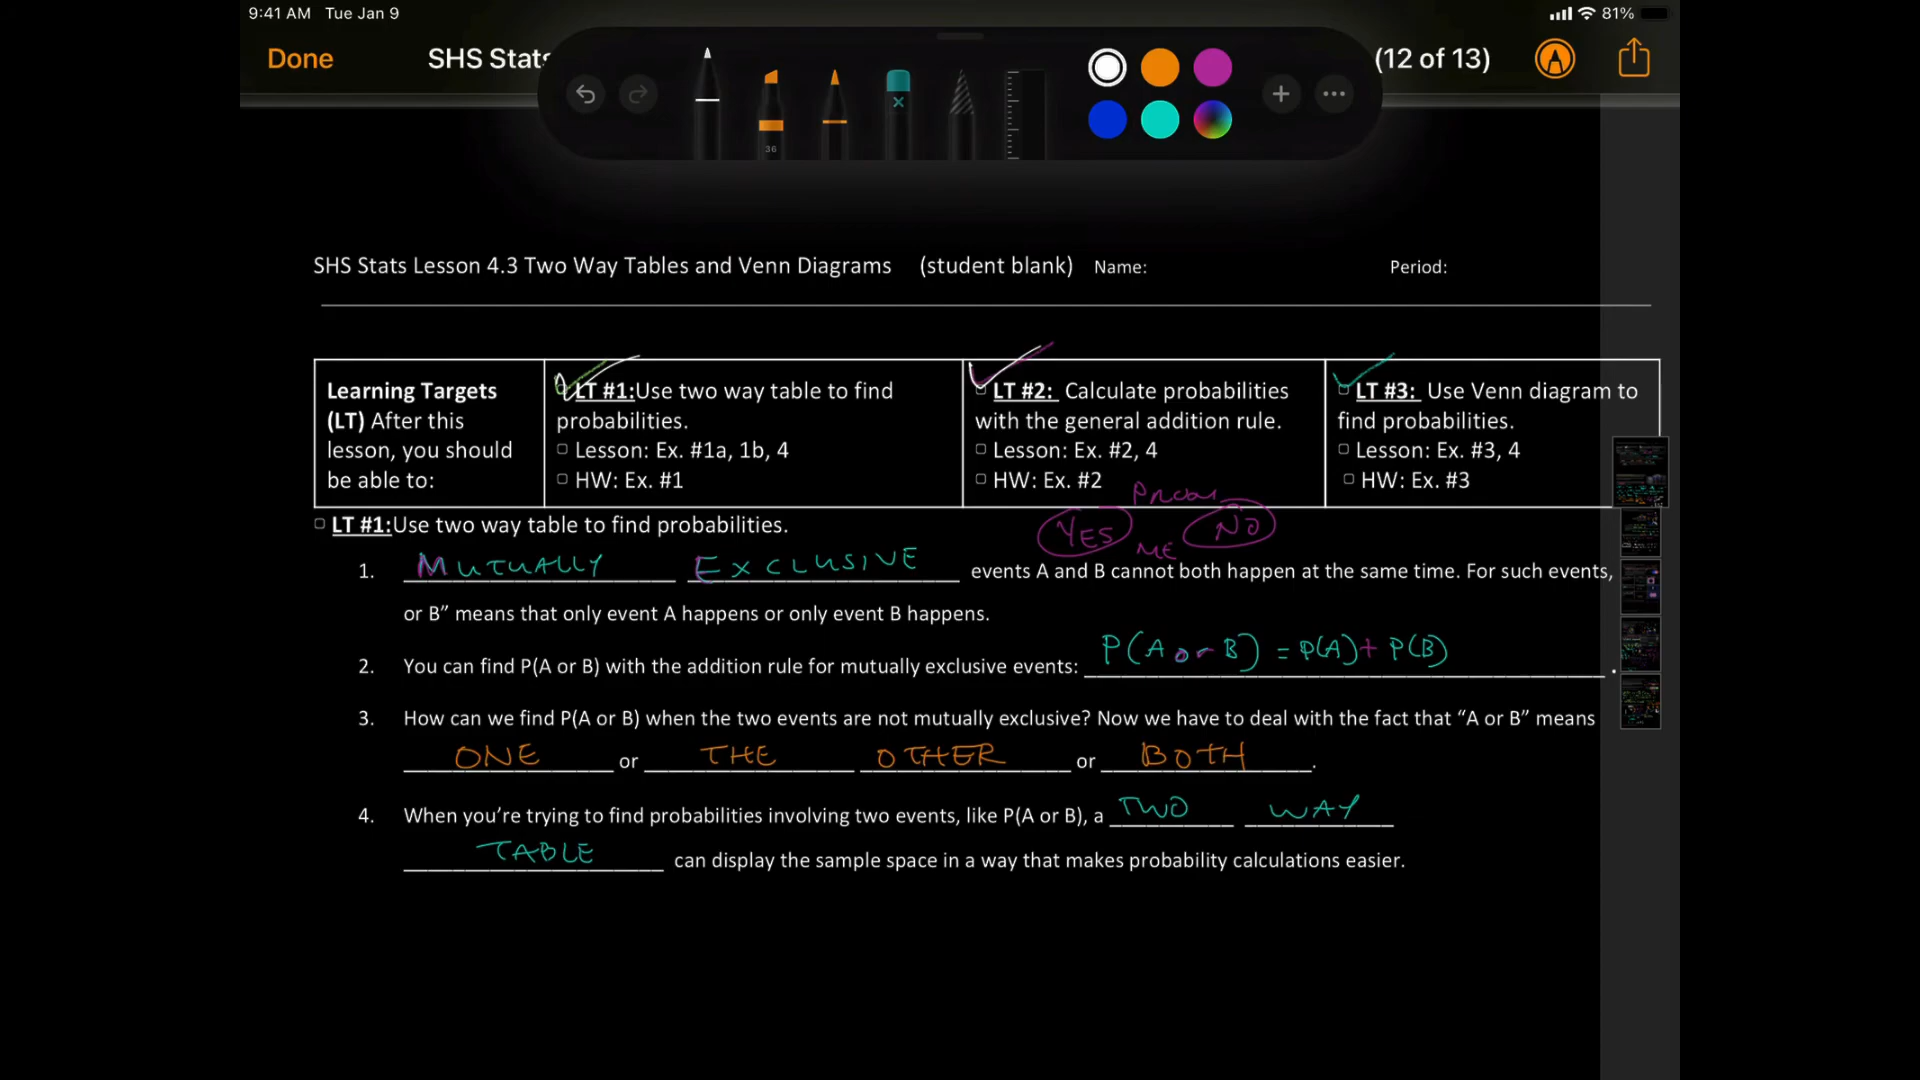 9:41 AM Tue Jan 9 81%
Done SHS Stats (12 of 13)
36
SHS Stats Lesson 4.3 Two Way Tables and Venn Diagrams (student blank) Name: Period:
Learning Targets
(LT) After this
lesson, you should
be able to:
LT #1:Use two way table to find
probabilities.
Lesson: Ex. #1a, 1b, 4
HW: Ex. #1
LT #2: Calculate probabilities
with the general addition rule.
Lesson: Ex. #2, 4
HW: Ex. #2
LT #3: Use Venn diagram to
find probabilities.
Lesson: Ex. #3, 4
HW: Ex. #3
YES ME NO
LT #1:Use two way table to find probabilities.
1. MUTUALLY EXCLUSIVE events A and B cannot both happen at the same time. For such events,
or B” means that only event A happens or only event B happens.
2. You can find P(A or B) with the addition rule for mutually exclusive events: P(A or B) = P(A) + P(B) .
3. How can we find P(A or B) when the two events are not mutually exclusive? Now we have to deal with the fact that “A or B” means
ONE or THE OTHER or BOTH.
4. When you’re trying to find probabilities involving two events, like P(A or B), a TWO WAY
TABLE can display the sample space in a way that makes probability calculations easier.